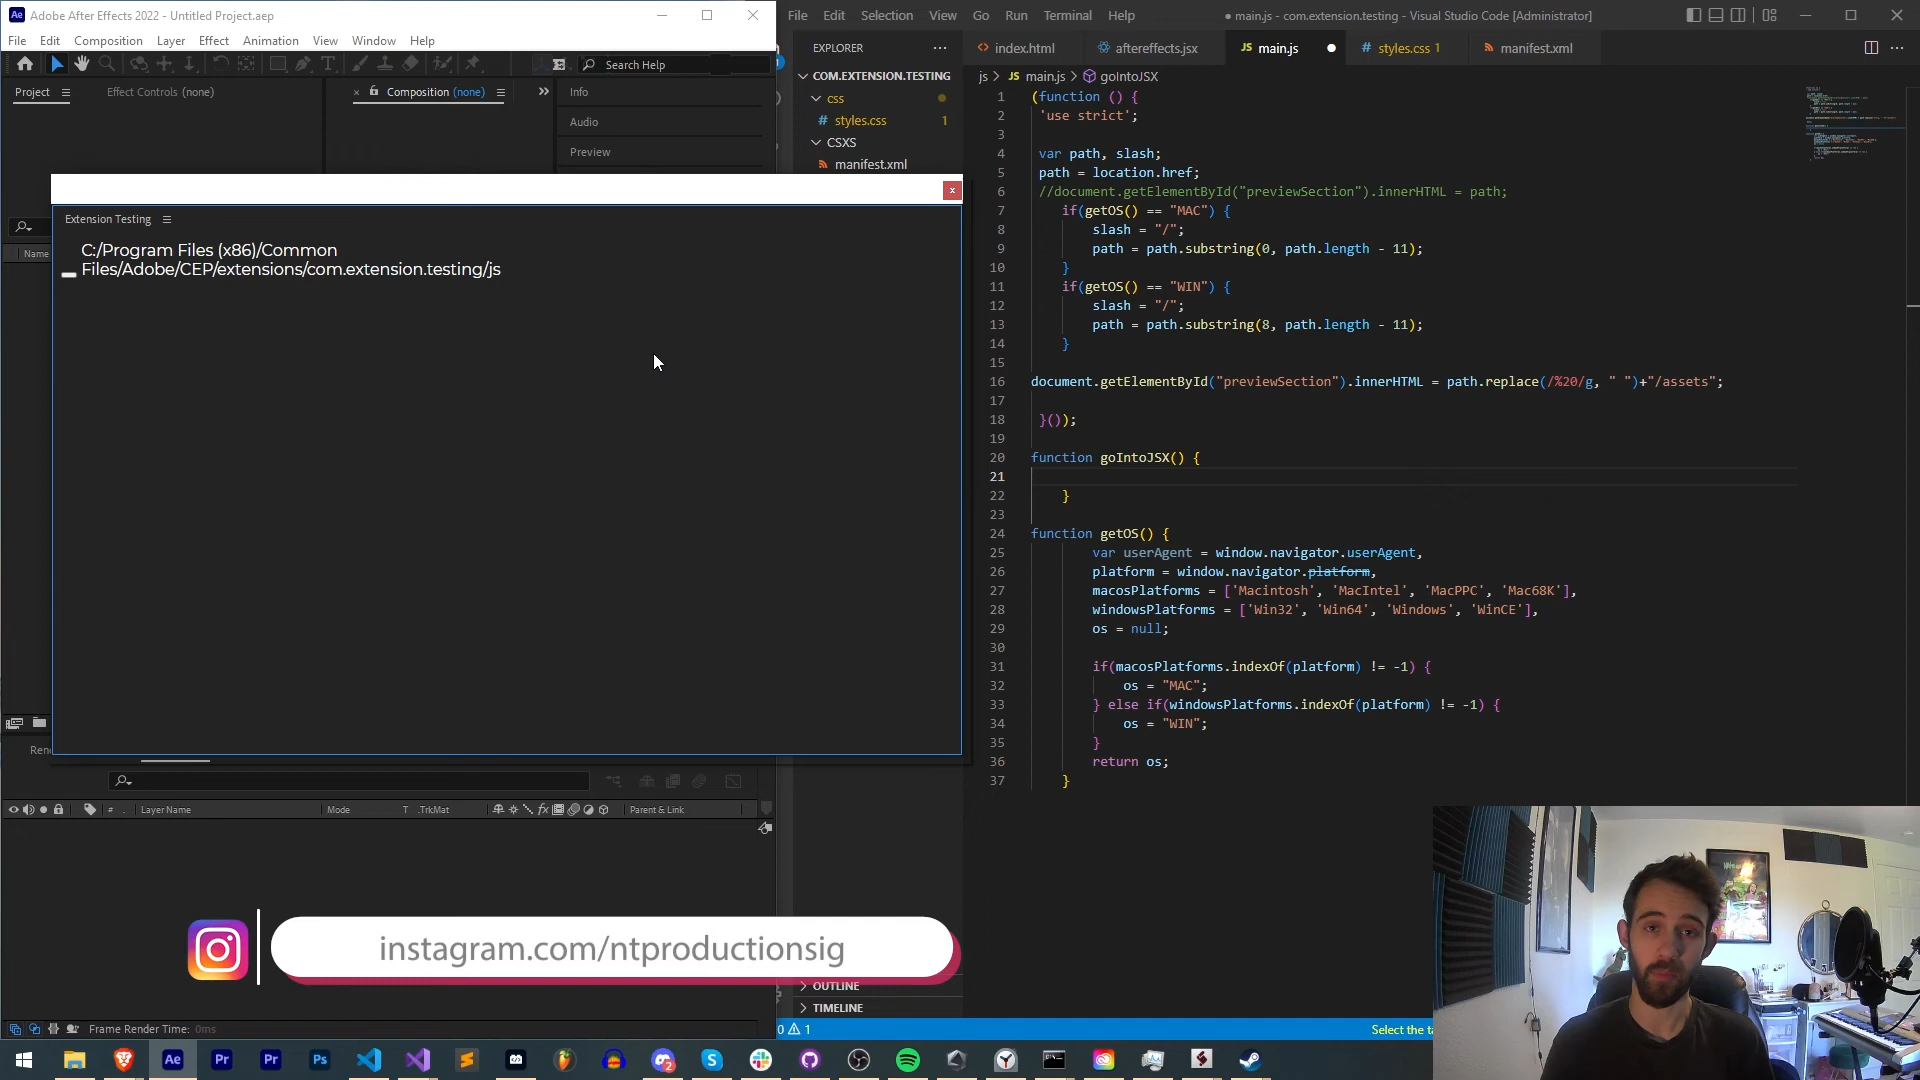 Adobe After Effects 2022 - Untitled Project.aep
File Edit Composition Layer Effect Animation View Window Help
Search Help
Project
Effect Controls (none)
Composition (none)
Info
Audio
Preview
Name
Extension Testing
C:/Program Files (x86)/Common
Files/Adobe/CEP/extensions/com.extension.testing/js
Layer Name
Mode
T .TrkMat
Parent & Link
Frame Render Time: 0ms
instagram.com/ntproductionsig
File Edit Selection View Go Run Terminal Help
● main.js - com.extension.testing - Visual Studio Code [Administrator]
EXPLORER
index.html
aftereffects.jsx
JS main.js
# styles.css 1
manifest.xml
COM.EXTENSION.TESTING
css
# styles.css 1
CSXS
manifest.xml
OUTLINE
TIMELINE
js > JS main.js > goIntoJSX
1 (function () {
2 'use strict';
3
4 var path, slash;
5 path = location.href;
6 //document.getElementById("previewSection").innerHTML = path;
7 if(getOS() == "MAC") {
8 slash = "/";
9 path = path.substring(0, path.length - 11);
10 }
11 if(getOS() == "WIN") {
12 slash = "/";
13 path = path.substring(8, path.length - 11);
14 }
15
16 document.getElementById("previewSection").innerHTML = path.replace(/%20/g, " ")+"/assets";
17
18 }());
19
20 function goIntoJSX() {
21
22 }
23
24 function getOS() {
25 var userAgent = window.navigator.userAgent,
26 platform = window.navigator.platform,
27 macosPlatforms = ['Macintosh', 'MacIntel', 'MacPPC', 'Mac68K'],
28 windowsPlatforms = ['Win32', 'Win64', 'Windows', 'WinCE'],
29 os = null;
30
31 if(macosPlatforms.indexOf(platform) != -1) {
32 os = "MAC";
33 } else if(windowsPlatforms.indexOf(platform) != -1) {
34 os = "WIN";
35 }
36 return os;
37 }
0 1
Select the
Ae Pr Pr Ps